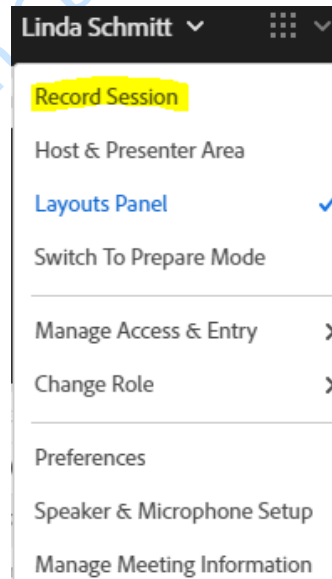 Linda Schmitt
Record Session
Host & Presenter Area
Layouts Panel
Switch To Prepare Mode
Manage Access & Entry
Change Role
Preferences
Speaker & Microphone Setup
Manage Meeting Information